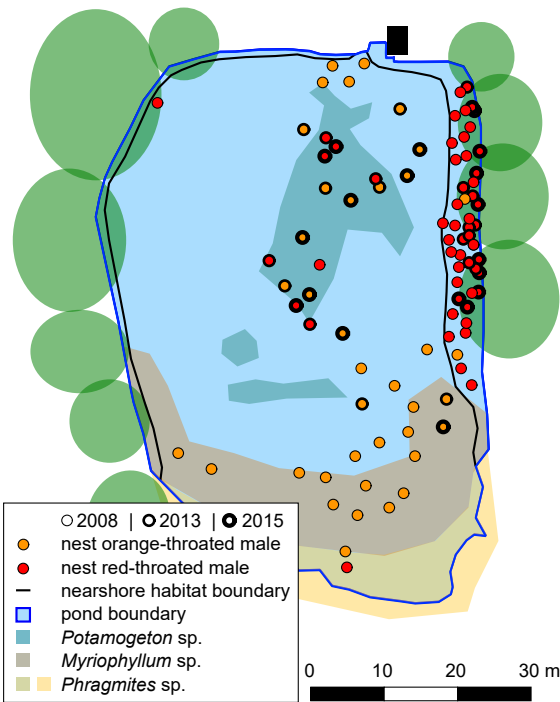 2008 | 2013 | 2015
nest orange-throated male
nest red-throated male
nearshore habitat boundary
pond boundary
Potamogeton sp.
Myriophyllum sp.
Phragmites sp.
0 10 20 30 m